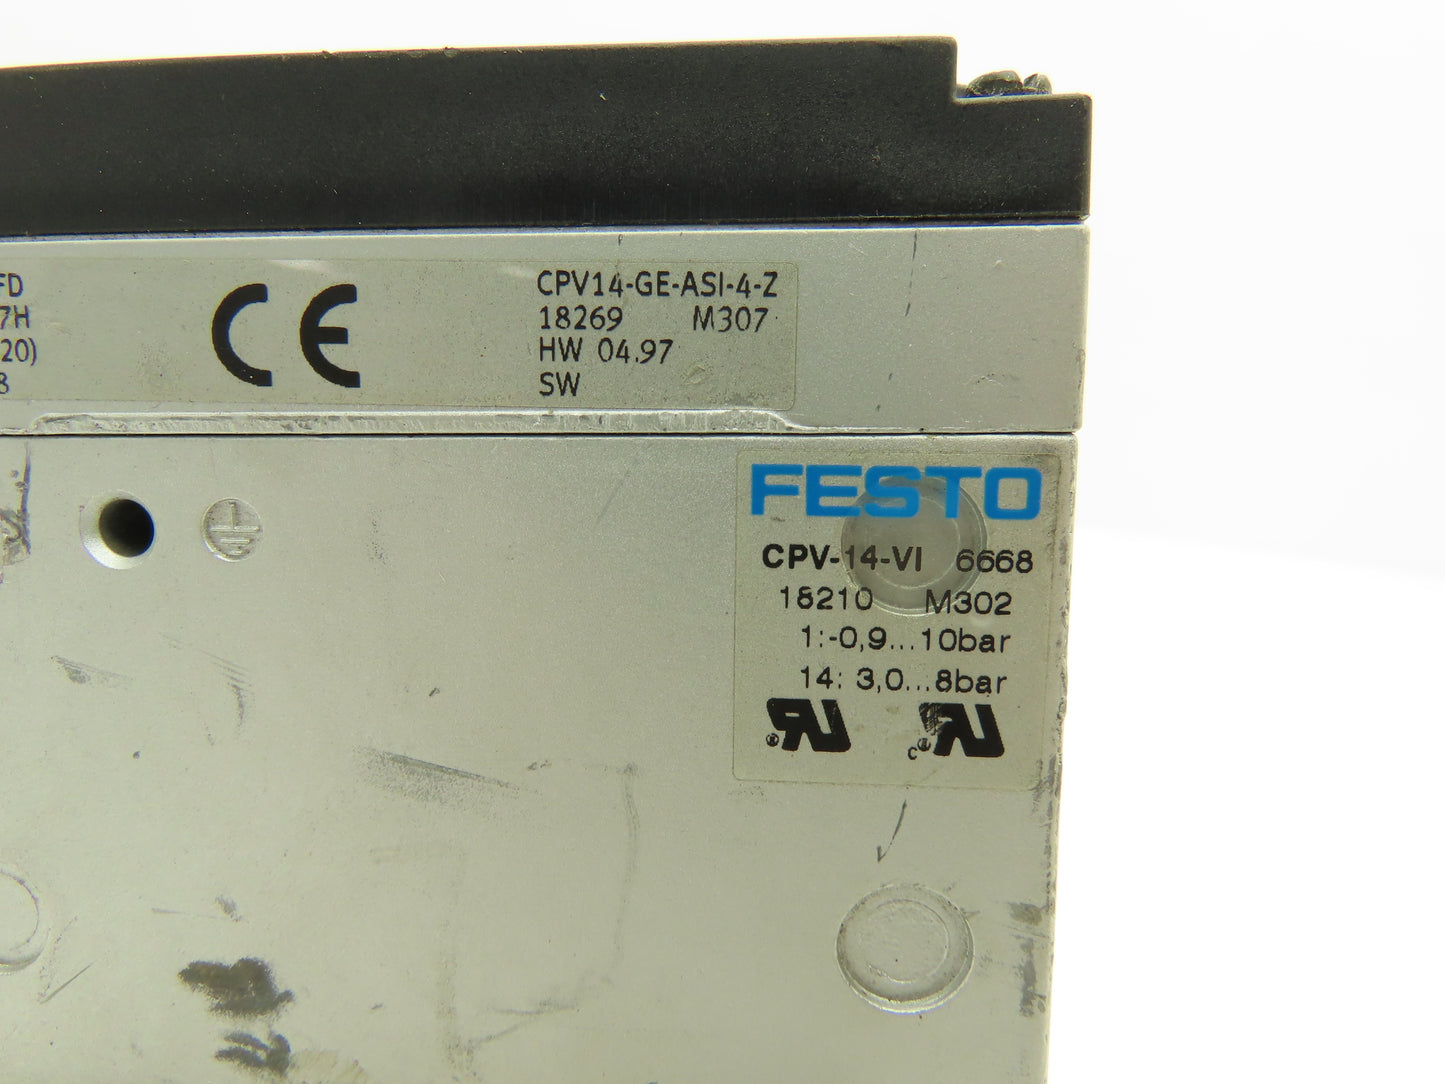 FD
7H
20)
8
CE
CPV14-GE-ASI-4-Z
18269 M307
HW 04.97
SW
FESTO
CPV-14-VI 6668
18210 M302
1:-0,9...10bar
14: 3,0...8bar